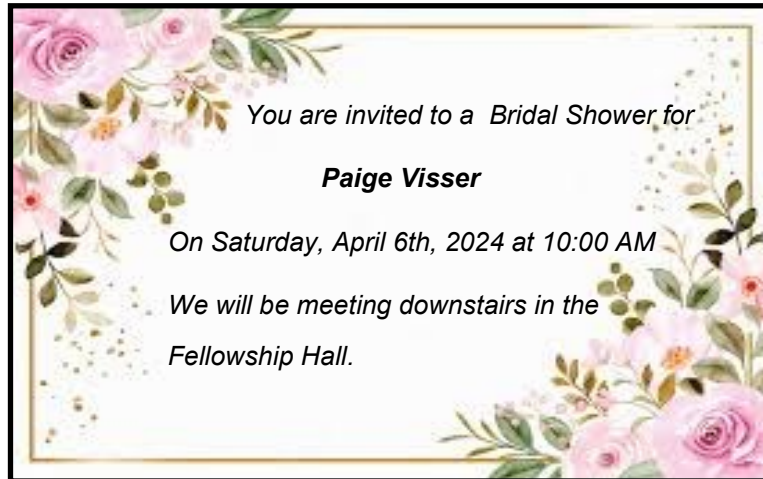 You are invited to a  Bridal Shower for
Paige Visser
On Saturday, April 6th, 2024 at 10:00 AM
We will be meeting downstairs in the
Fellowship Hall.